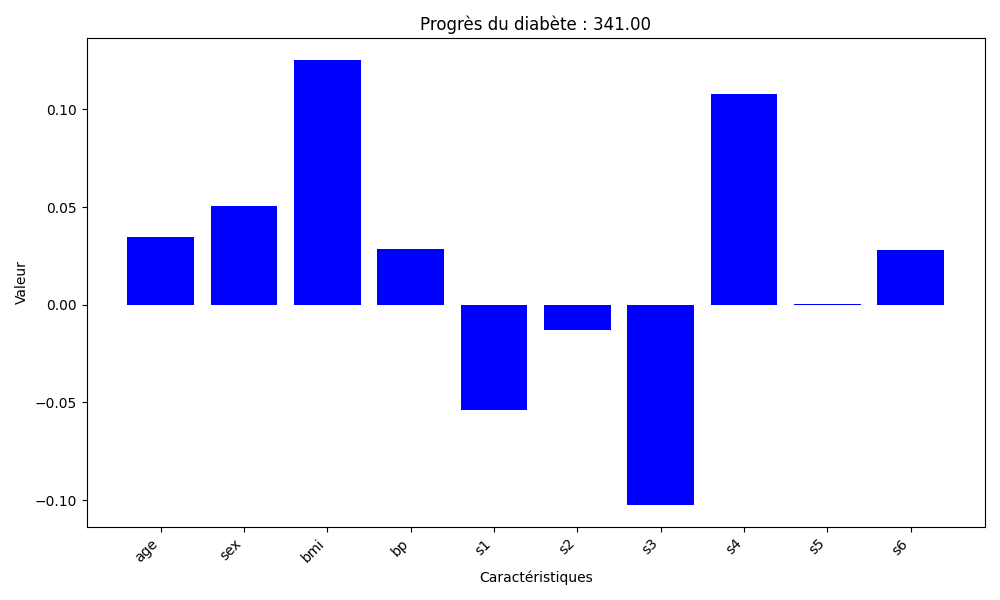 Progrès du diabète : 341.00
Valeur
0.10
0.05
0.00
−0.05
−0.10
age
sex
bmi
bp
s1
s2
s3
s4
s5
s6
Caractéristiques